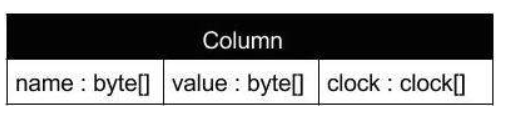 Column
name : byte[] value : byte[] clock : clock[]